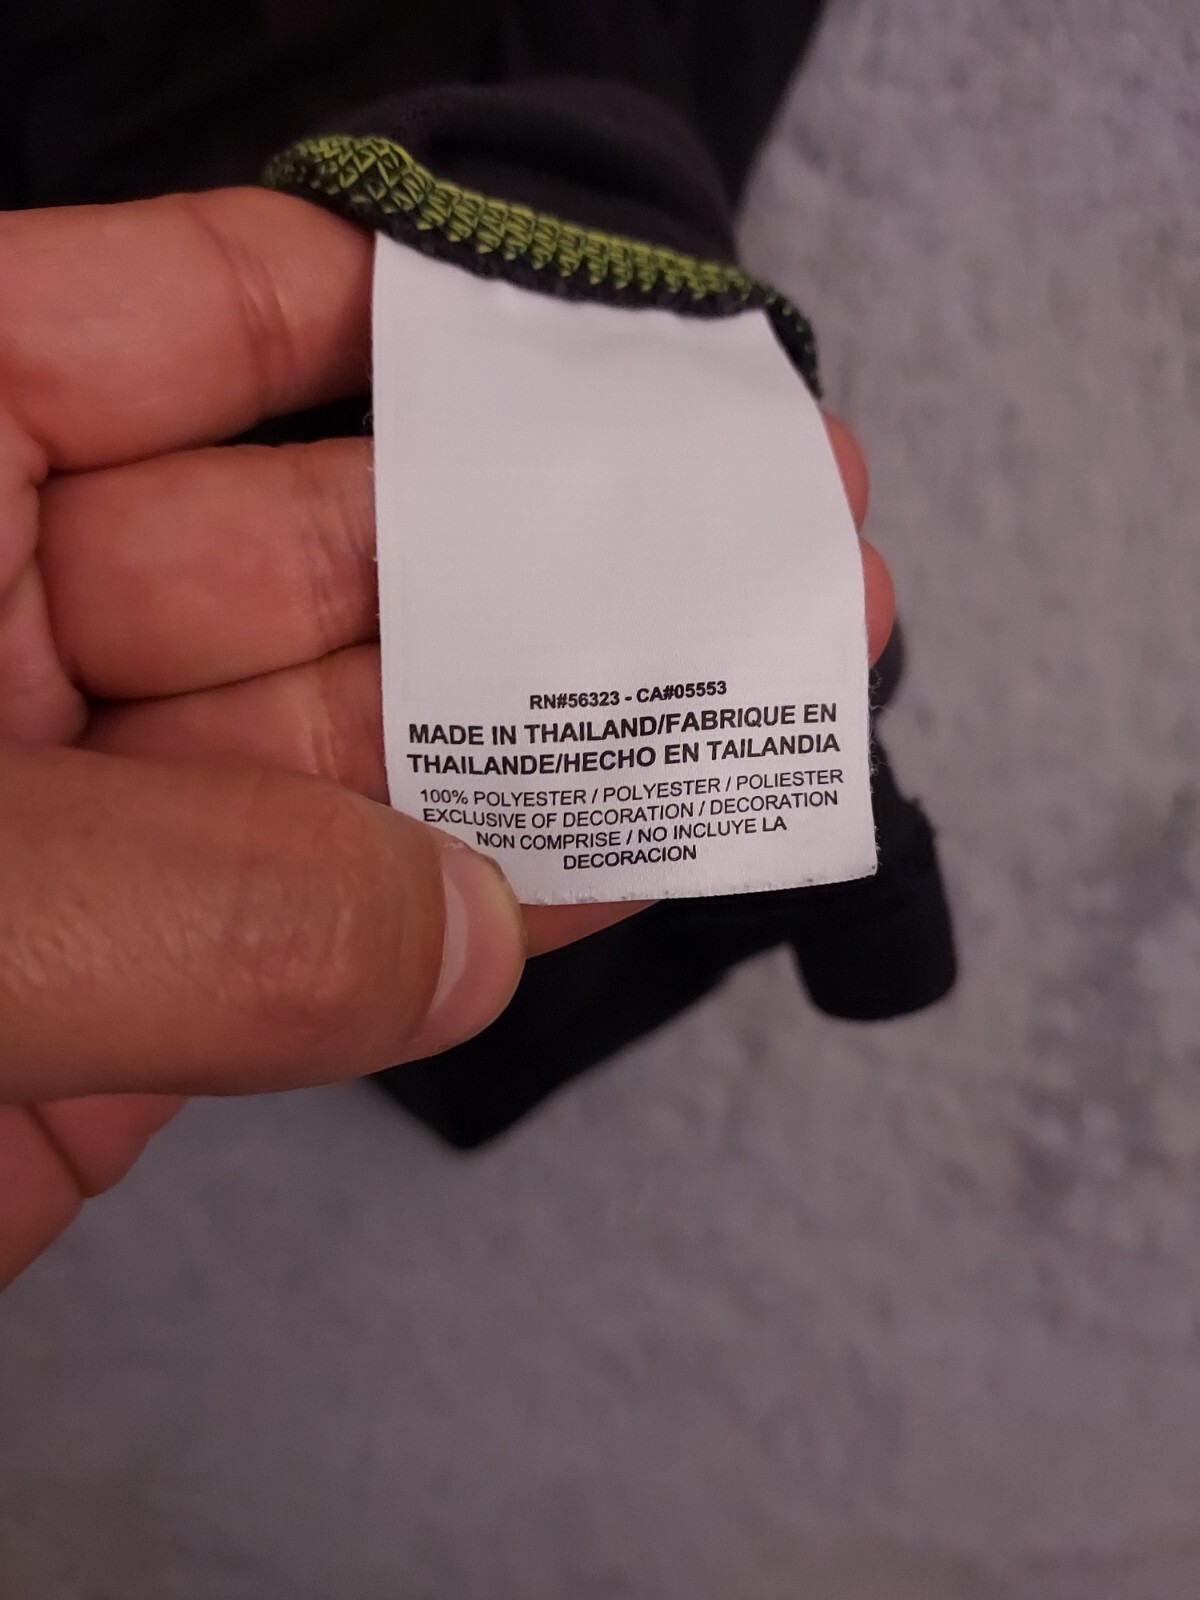 RN#56323 - CA#05553
MADE IN THAILAND/FABRIQUE EN
THAILANDE/HECHO EN TAILANDIA
100% POLYESTER / POLYESTER / POLIESTER
EXCLUSIVE OF DECORATION / DECORATION
NON COMPRISE / NO INCLUYE LA
DECORACION